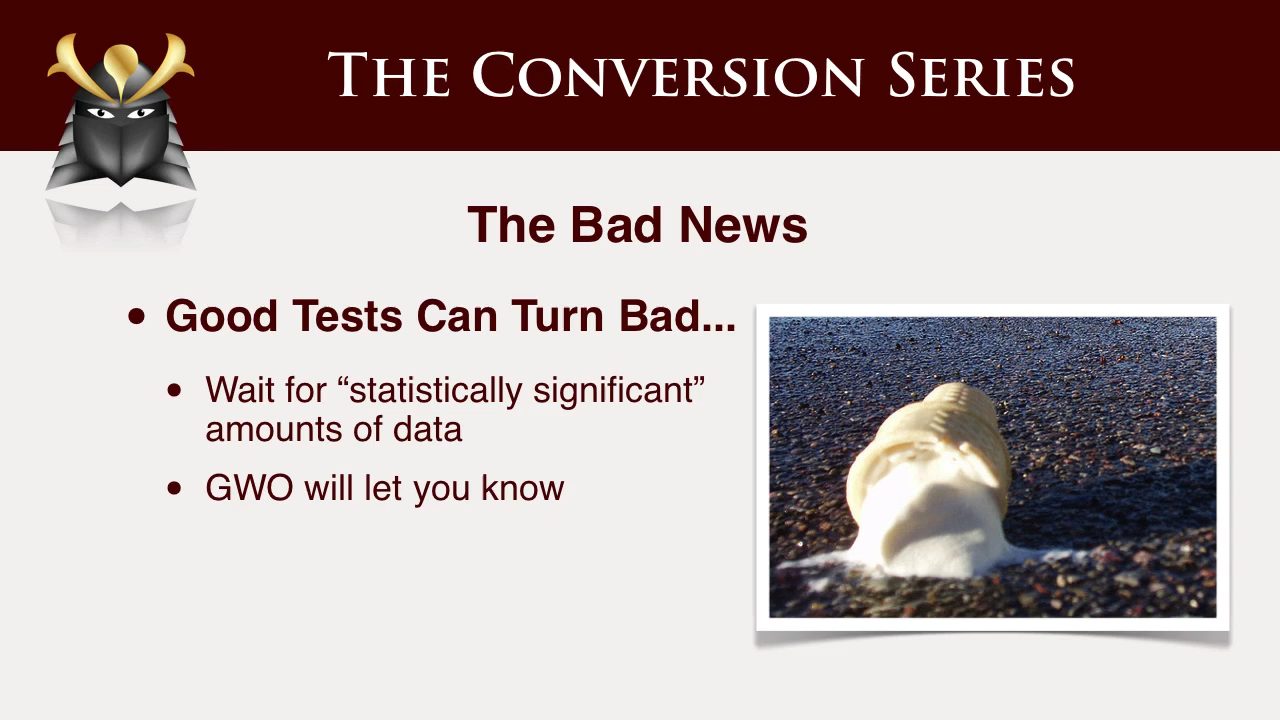 The Conversion Series
The Bad News
• Good Tests Can Turn Bad...
• Wait for “statistically significant”
amounts of data
• GWO will let you know